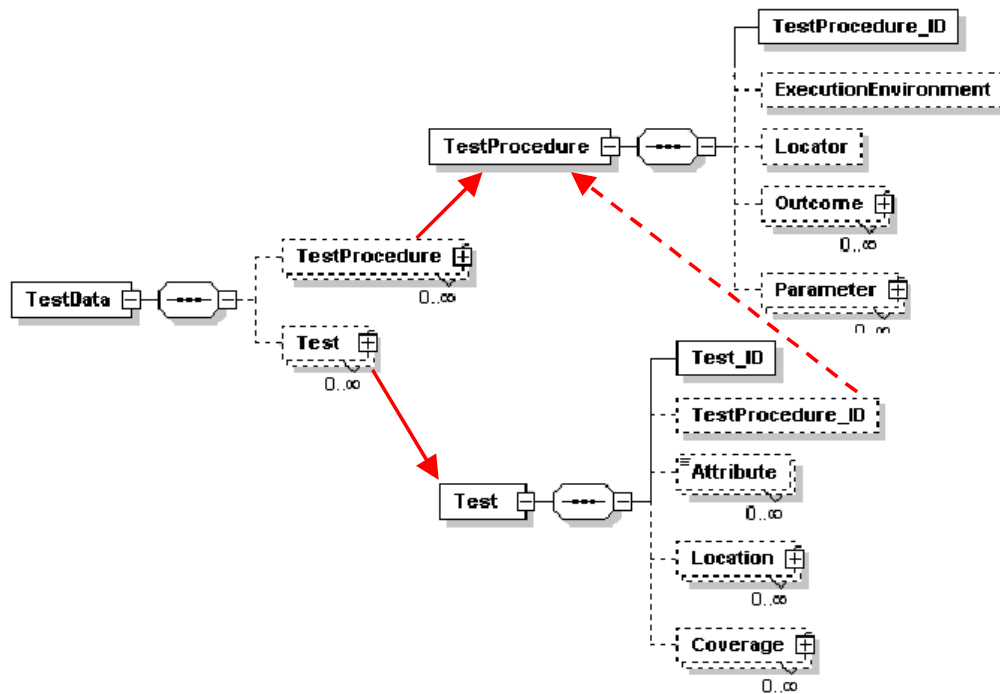 TestProcedure_ID
ExecutionEnvironment
TestProcedure
Locator
Outcome
0..∞
TestProcedure
0..∞
Parameter
0..∞
TestData
Test
0..∞
Test_ID
TestProcedure_ID
Attribute
0..∞
Test
Location
0..∞
Coverage
0..∞